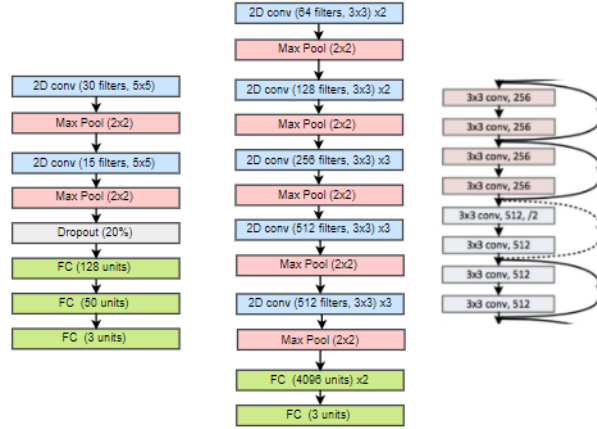 2D conv (30 filters, 5x5)
Max Pool (2x2)
2D conv (15 filters, 5x5)
Max Pool (2x2)
Dropout (20%)
FC (128 units)
FC (50 units)
FC (3 units)
2D conv (64 filters, 3x3) x2
Max Pool (2x2)
2D conv (128 filters, 3x3) x2
Max Pool (2x2)
2D conv (256 filters, 3x3) x3
Max Pool (2x2)
2D conv (512 filters, 3x3) x3
Max Pool (2x2)
2D conv (512 filters, 3x3) x3
Max Pool (2x2)
FC (4096 units) x2
FC (3 units)
3x3 conv, 256
3x3 conv, 256
3x3 conv, 256
3x3 conv, 256
3x3 conv, 512, /2
3x3 conv, 512
3x3 conv, 512
3x3 conv, 512